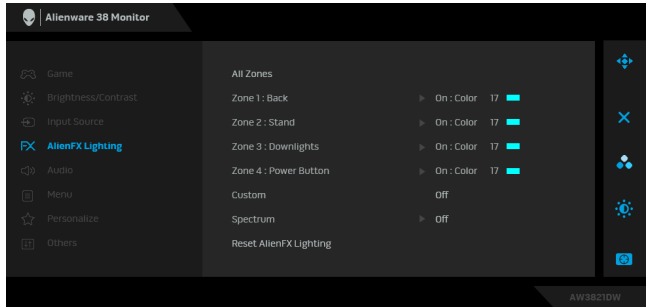 Alienware 38 Monitor
Game
Brightness/Contrast
Input Source
FX AlienFX Lighting
Audio
Menu
Personalize
Others
All Zones
Zone 1 : Back On : Color 17
Zone 2 : Stand On : Color 17
Zone 3 : Downlights On : Color 17
Zone 4 : Power Button On : Color 17
Custom Off
Spectrum Off
Reset AlienFX Lighting
AW3821DW